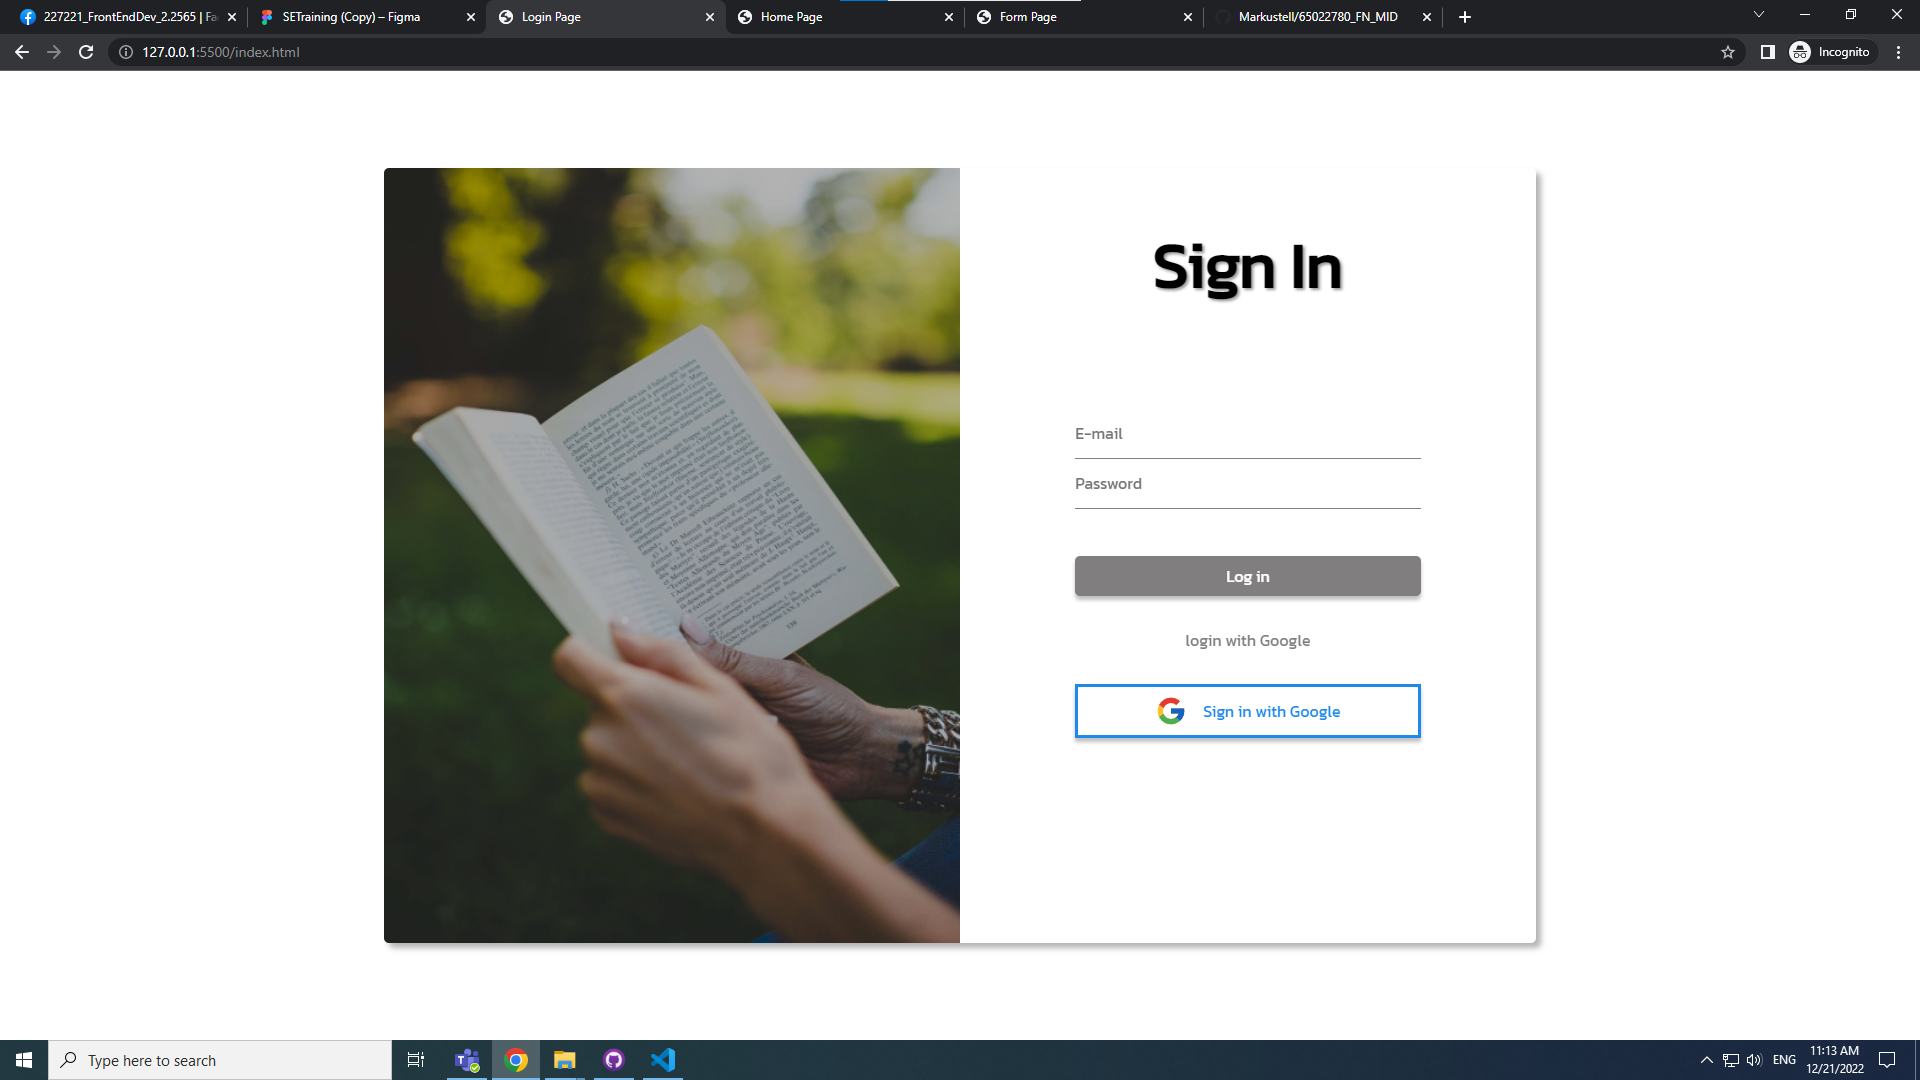 227221_FrontEndDev_2.2565 | Fa
SETraining (Copy) – Figma
Login Page
Home Page
Form Page
Markustell/65022780_FN_MID
127.0.0.1:5500/index.html
Incognito
Sign In
E-mail
Password
Log in
login with Google
Sign in with Google
Type here to search
ENG
11:13 AM
12/21/2022